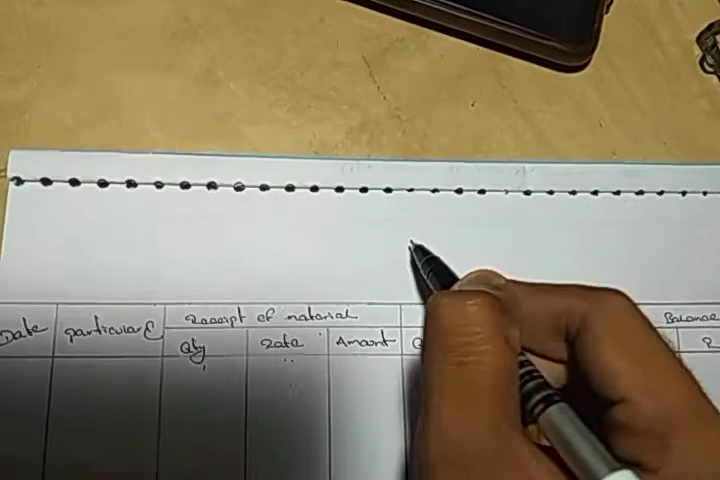 Date particulars Receipt of material Balance
Qty Rate Amount Q R